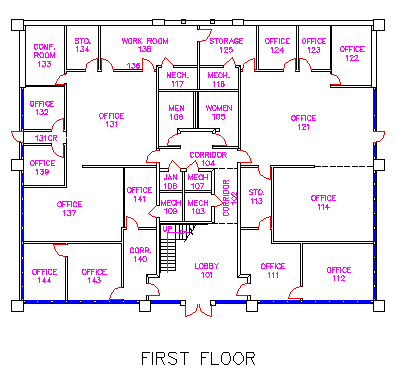 CONF.
ROOM
133
STO.
134
WORK ROOM
135
136
STORAGE
125
OFFICE
124
OFFICE
123
OFFICE
122
MECH.
117
MECH.
116
OFFICE
132
OFFICE
131
MEN
106
WOMEN
105
OFFICE
121
131CR
CORRIDOR
104
OFFICE
139
JAN
108
MECH
107
OFFICE
141
CORRIDOR
102
STO.
113
OFFICE
137
MECH
109
MECH
103
OFFICE
114
UP
CORR.
140
OFFICE
144
OFFICE
143
LOBBY
101
OFFICE
111
OFFICE
112
FIRST FLOOR